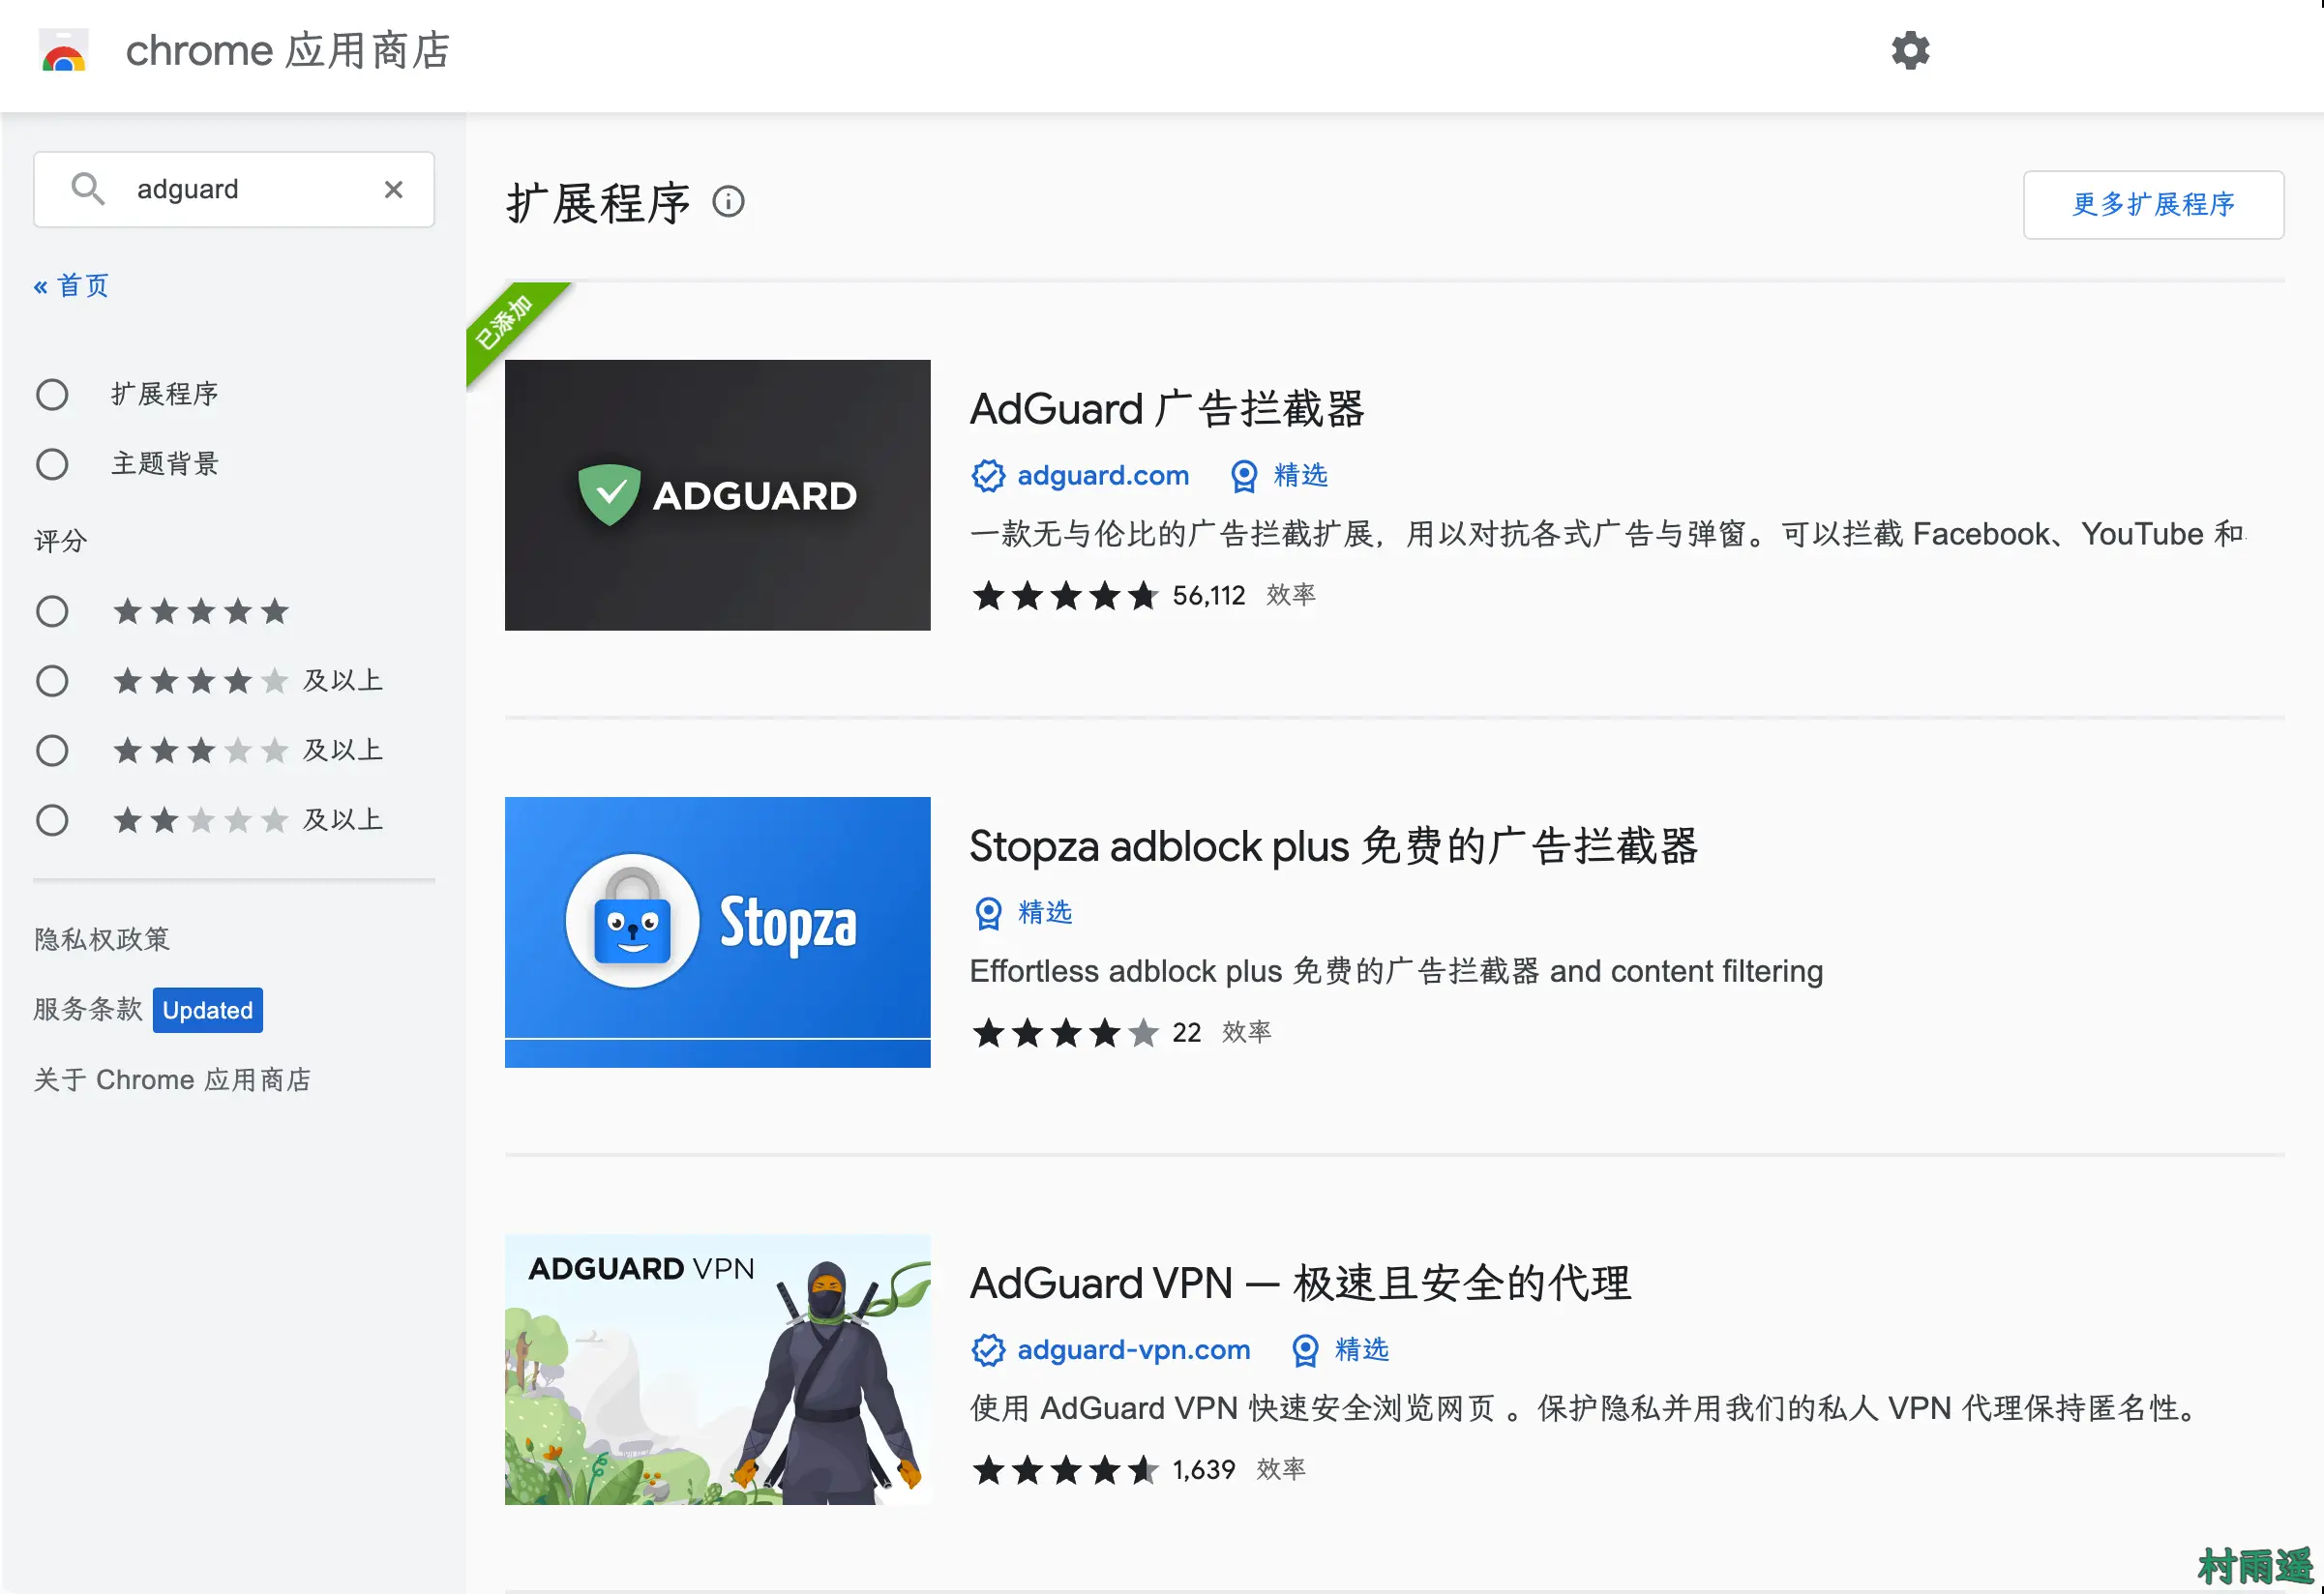 chrome 应用商店
adguard
« 首页
扩展程序
主题背景
评分
及以上
及以上
及以上
隐私权政策
服务条款 Updated
关于 Chrome 应用商店
扩展程序
更多扩展程序
已添加
ADGUARD
AdGuard 广告拦截器
adguard.com 精选
一款无与伦比的广告拦截扩展，用以对抗各式广告与弹窗。可以拦截 Facebook、YouTube 和
56,112 效率
Stopza
Stopza adblock plus 免费的广告拦截器
精选
Effortless adblock plus 免费的广告拦截器 and content filtering
22 效率
ADGUARD VPN
AdGuard VPN — 极速且安全的代理
adguard-vpn.com 精选
使用 AdGuard VPN 快速安全浏览网页 。保护隐私并用我们的私人 VPN 代理保持匿名性。
1,639 效率
村雨遥